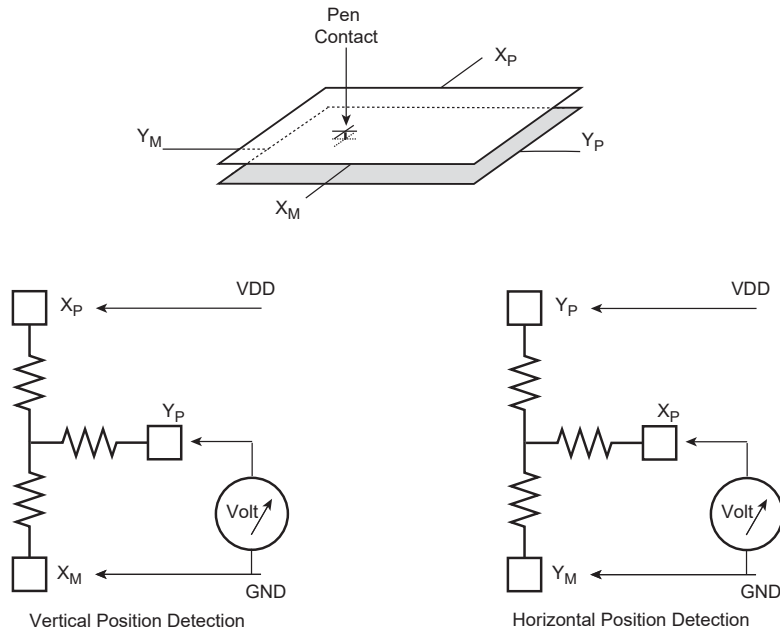 Pen
Contact
X_P
Y_M
Y_P
X_M
VDD
X_P
Y_P
Volt
X_M
GND
Vertical Position Detection
VDD
Y_P
X_P
Volt
Y_M
GND
Horizontal Position Detection